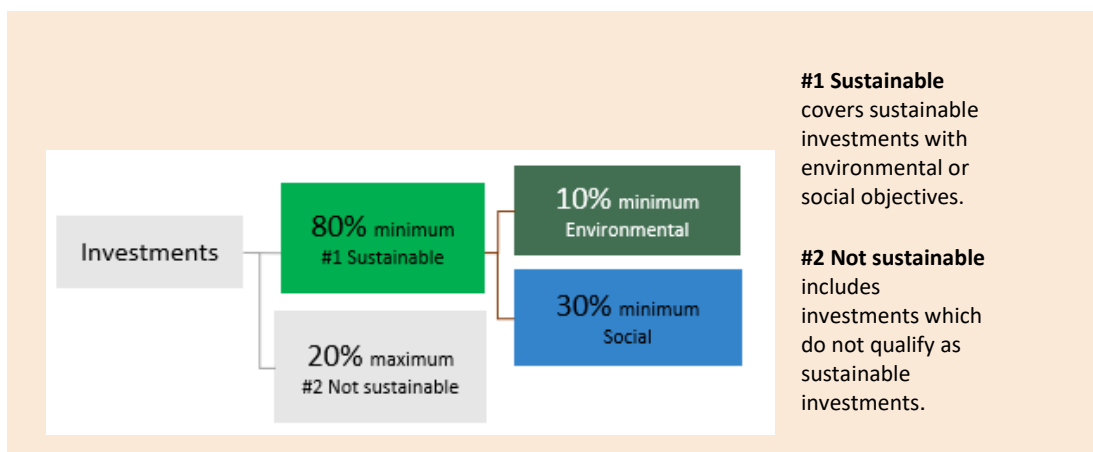 Investments
80% minimum
#1 Sustainable
20% maximum
#2 Not sustainable
10% minimum
Environmental
30% minimum
Social
#1 Sustainable
covers sustainable
investments with
environmental or
social objectives.
#2 Not sustainable
includes
investments which
do not qualify as
sustainable
investments.